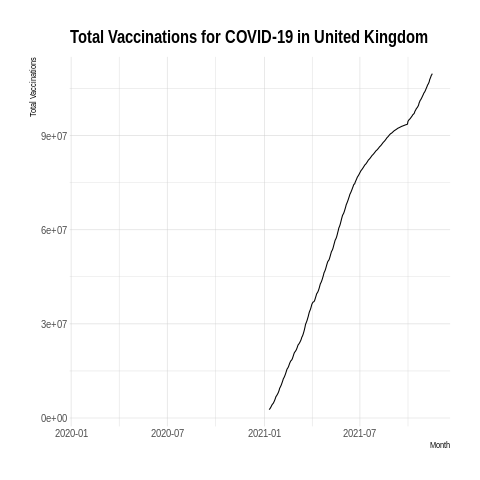 Total Vaccinations for COVID-19 in United Kingdom
Total Vaccinations
9e+07
6e+07
3e+07
0e+00
2020-01 2020-07 2021-01 2021-07
Month